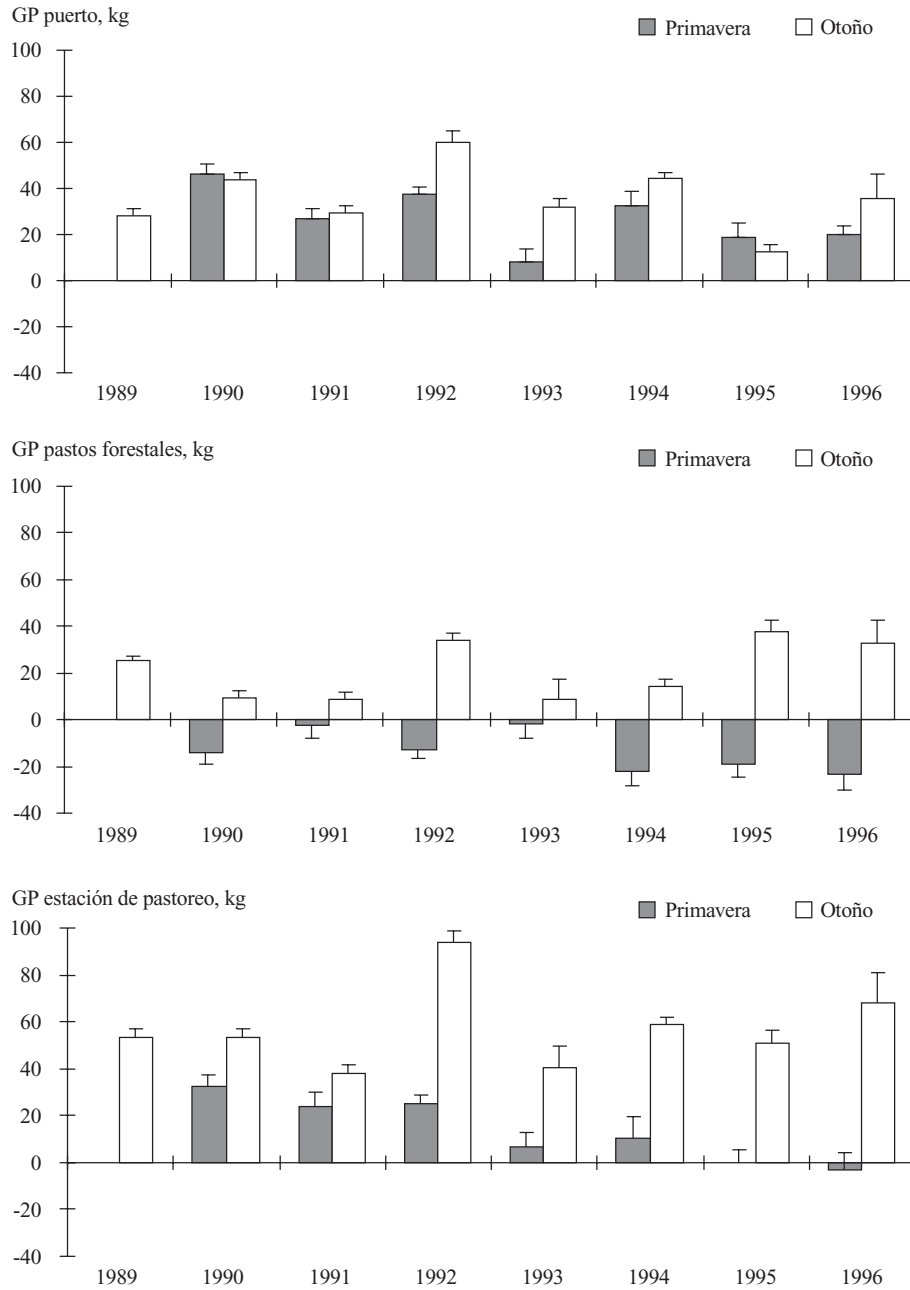 GP puerto, kg
Primavera Otoño
100
80
60
40
20
0
-20
-40
1989 1990 1991 1992 1993 1994 1995 1996
GP pastos forestales, kg
Primavera Otoño
100
80
60
40
20
0
-20
-40
1989 1990 1991 1992 1993 1994 1995 1996
GP estación de pastoreo, kg
Primavera Otoño
100
80
60
40
20
0
-20
-40
1989 1990 1991 1992 1993 1994 1995 1996